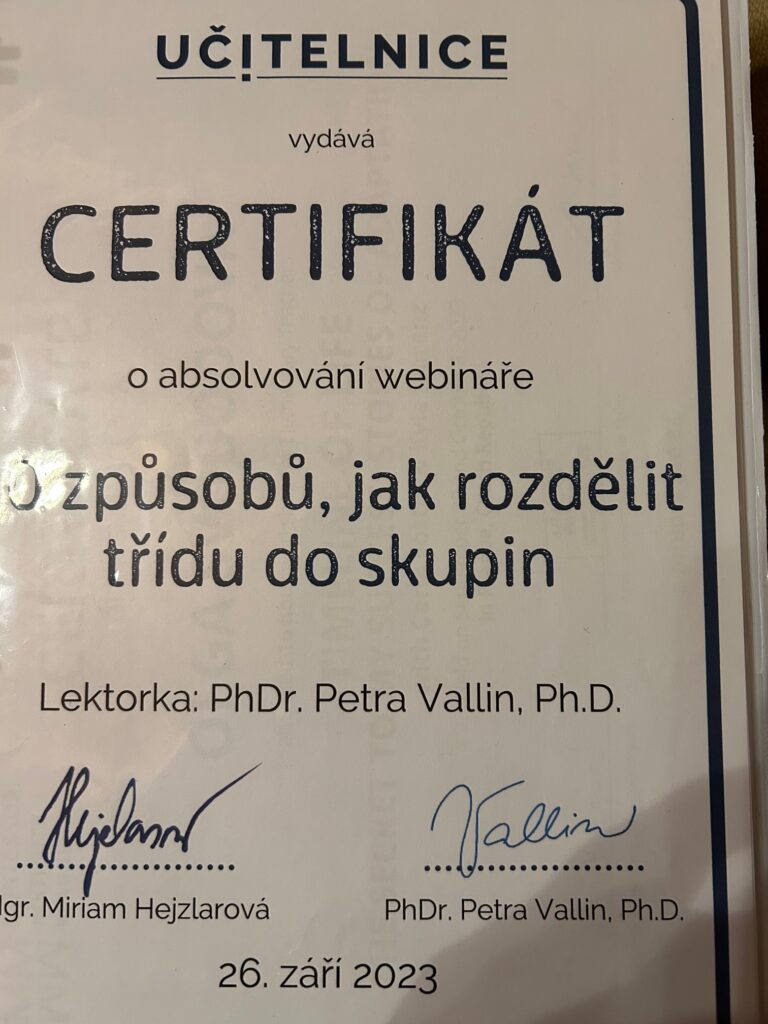 UČITELNICE
vydává
CERTIFIKÁT
o absolvování webináře
způsobů, jak rozdělit
třídu do skupin
Lektorka: PhDr. Petra Vallin, Ph.D.
Vallin
Mgr. Miriam Hejzlarová
PhDr. Petra Vallin, Ph.D.
26. září 2023